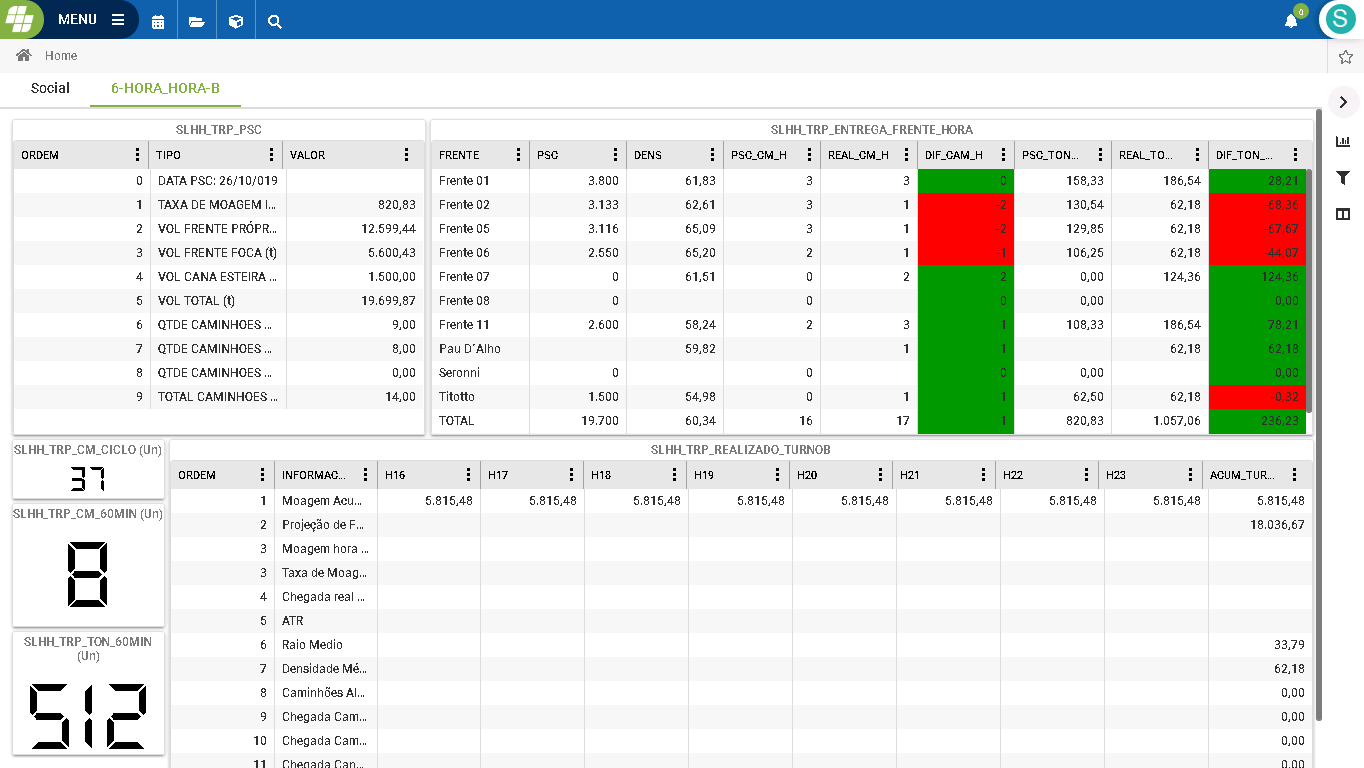 MENU
0
S
Home
Social 6-HORA_HORA-B
SLHH_TRP_PSC
ORDEM TIPO VALOR
0 DATA PSC: 26/10/019
1 TAXA DE MOAGEM I... 820,83
2 VOL FRENTE PRÓPR... 12.599,44
3 VOL FRENTE FOCA (t) 5.600,43
4 VOL CANA ESTEIRA ... 1.500,00
5 VOL TOTAL (t) 19.699,87
6 QTDE CAMINHOES ... 9,00
7 QTDE CAMINHOES ... 8,00
8 QTDE CAMINHOES ... 0,00
9 TOTAL CAMINHOES ... 14,00
SLHH_TRP_ENTREGA_FRENTE_HORA
FRENTE PSC DENS PSC_CM_H REAL_CM_H DIF_CAM_H PSC_TON... REAL_TO... DIF_TON_...
Frente 01 3.800 61,83 3 3 0 158,33 186,54 28,21
Frente 02 3.133 62,61 3 1 -2 130,54 62,18 -68,36
Frente 05 3.116 65,09 3 1 -2 129,85 62,18 -67,67
Frente 06 2.550 65,20 2 1 -1 106,25 62,18 -44,07
Frente 07 0 61,51 0 2 2 0,00 124,36 124,36
Frente 08 0 0 0 0,00 0,00
Frente 11 2.600 58,24 2 3 1 108,33 186,54 78,21
Pau D´Alho 59,82 1 1 62,18 62,18
Seronni 0 0 0 0,00 0,00
Titotto 1.500 54,98 0 1 1 62,50 62,18 -0,32
TOTAL 19.700 60,34 16 17 1 820,83 1.057,06 236,23
SLHH_TRP_CM_CICLO (Un)
37
SLHH_TRP_CM_60MIN (Un)
8
SLHH_TRP_TON_60MIN
(Un)
512
SLHH_TRP_REALIZADO_TURNOB
ORDEM INFORMAC... H16 H17 H18 H19 H20 H21 H22 H23 ACUM_TUR...
1 Moagem Acu... 5.815,48 5.815,48 5.815,48 5.815,48 5.815,48 5.815,48 5.815,48 5.815,48 5.815,48
2 Projeção de F... 18.036,67
3 Moagem hora ...
3 Taxa de Moag...
4 Chegada real ...
5 ATR
6 Raio Medio 33,79
7 Densidade Mé... 62,18
8 Caminhões Al... 0,00
9 Chegada Cam... 0,00
10 Chegada Cam... 0,00
11 Chegada Can... 0,00